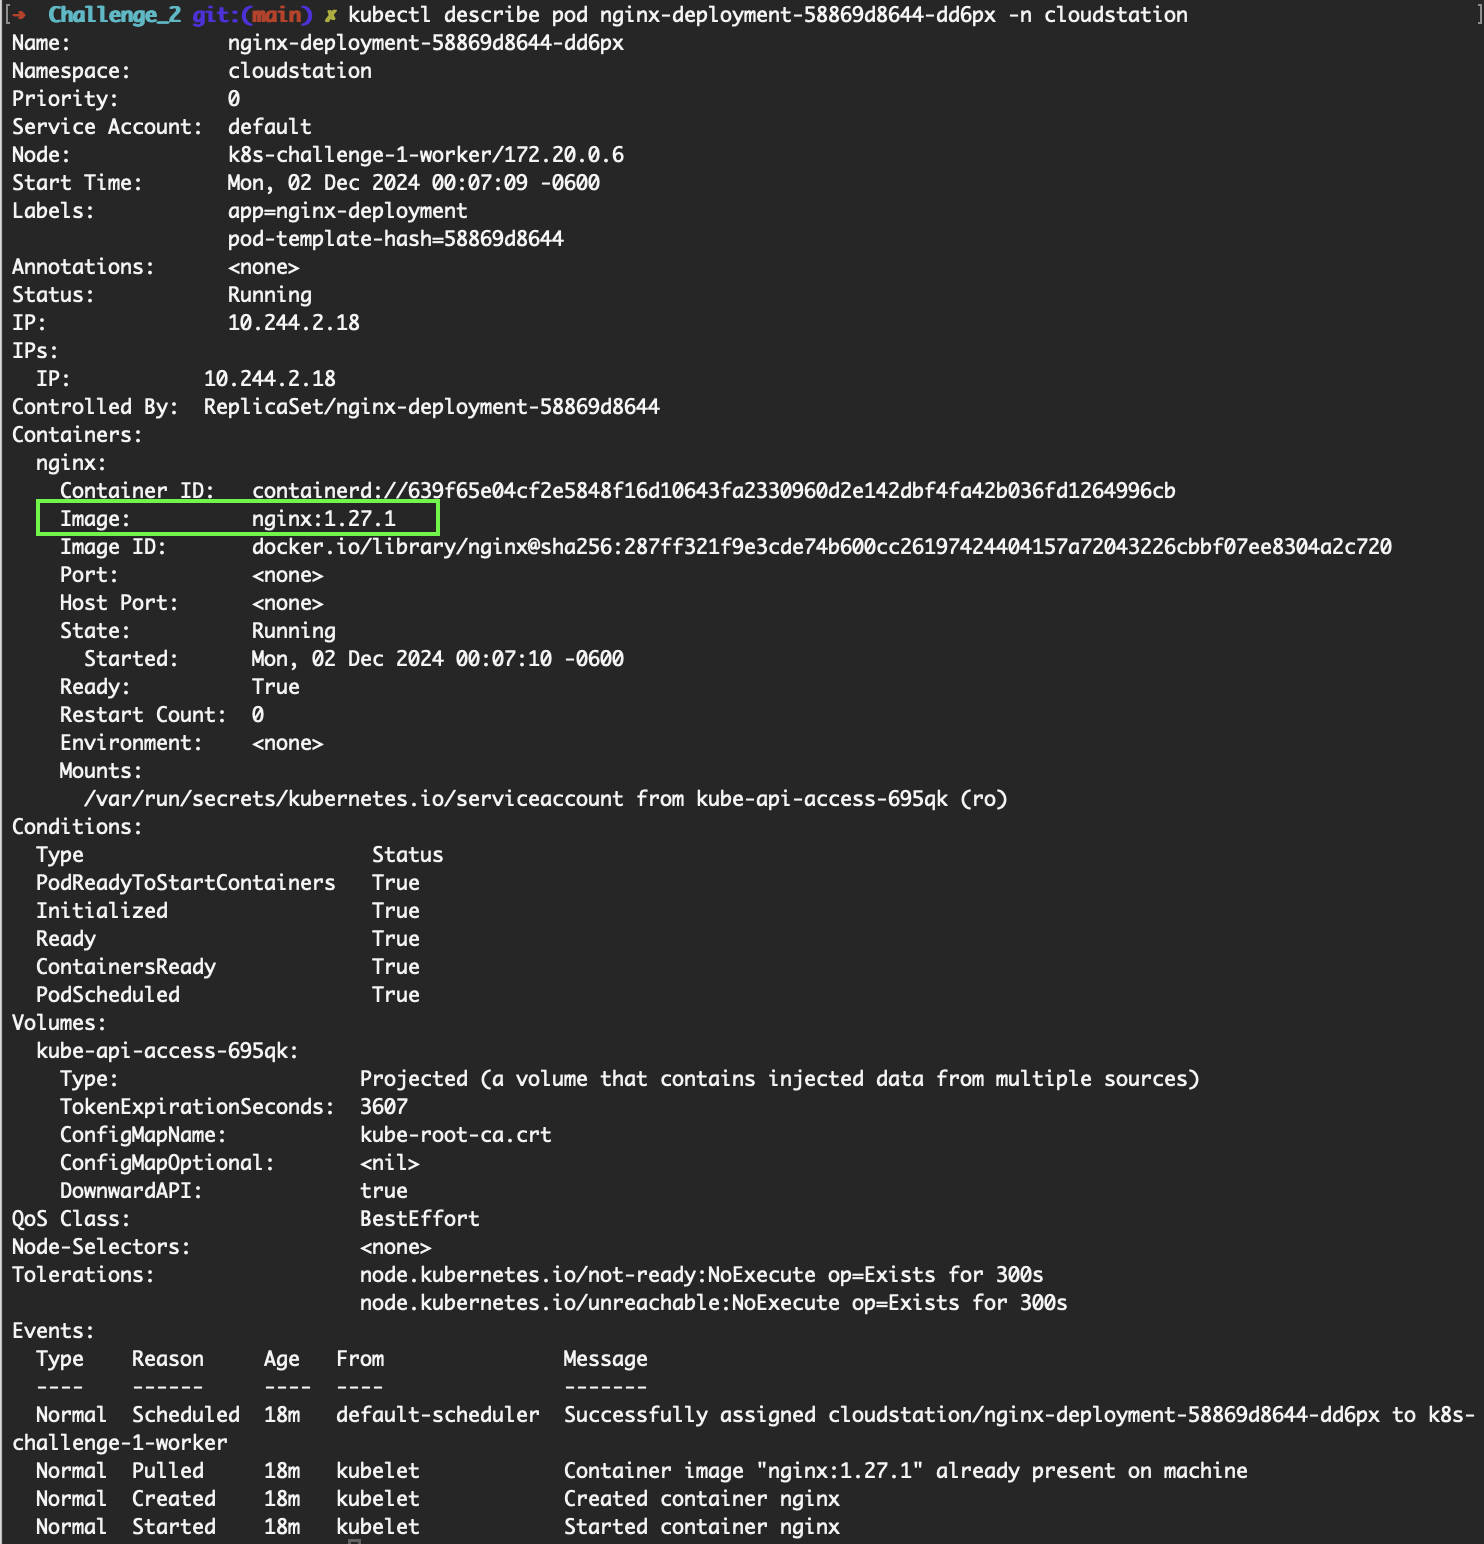 [➜  Challenge_2 git:(main) ✗ kubectl describe pod nginx-deployment-58869d8644-dd6px -n cloudstation ]
Name:             nginx-deployment-58869d8644-dd6px
Namespace:        cloudstation
Priority:         0
Service Account:  default
Node:             k8s-challenge-1-worker/172.20.0.6
Start Time:       Mon, 02 Dec 2024 00:07:09 -0600
Labels:           app=nginx-deployment
                  pod-template-hash=58869d8644
Annotations:      <none>
Status:           Running
IP:               10.244.2.18
IPs:
  IP:           10.244.2.18
Controlled By:  ReplicaSet/nginx-deployment-58869d8644
Containers:
  nginx:
    Container ID:   containerd://639f65e04cf2e5848f16d10643fa2330960d2e142dbf4fa42b036fd1264996cb
    Image:          nginx:1.27.1
    Image ID:       docker.io/library/nginx@sha256:287ff321f9e3cde74b600cc26197424404157a72043226cbbf07ee8304a2c720
    Port:           <none>
    Host Port:      <none>
    State:          Running
      Started:      Mon, 02 Dec 2024 00:07:10 -0600
    Ready:          True
    Restart Count:  0
    Environment:    <none>
    Mounts:
      /var/run/secrets/kubernetes.io/serviceaccount from kube-api-access-695qk (ro)
Conditions:
  Type                        Status
  PodReadyToStartContainers   True
  Initialized                 True
  Ready                       True
  ContainersReady             True
  PodScheduled                True
Volumes:
  kube-api-access-695qk:
    Type:                    Projected (a volume that contains injected data from multiple sources)
    TokenExpirationSeconds:  3607
    ConfigMapName:           kube-root-ca.crt
    ConfigMapOptional:       <nil>
    DownwardAPI:             true
QoS Class:                   BestEffort
Node-Selectors:              <none>
Tolerations:                 node.kubernetes.io/not-ready:NoExecute op=Exists for 300s
                             node.kubernetes.io/unreachable:NoExecute op=Exists for 300s
Events:
  Type    Reason     Age   From               Message
  ----    ------     ----  ----               -------
  Normal  Scheduled  18m   default-scheduler  Successfully assigned cloudstation/nginx-deployment-58869d8644-dd6px to k8s-
challenge-1-worker
  Normal  Pulled     18m   kubelet            Container image "nginx:1.27.1" already present on machine
  Normal  Created    18m   kubelet            Created container nginx
  Normal  Started    18m   kubelet            Started container nginx